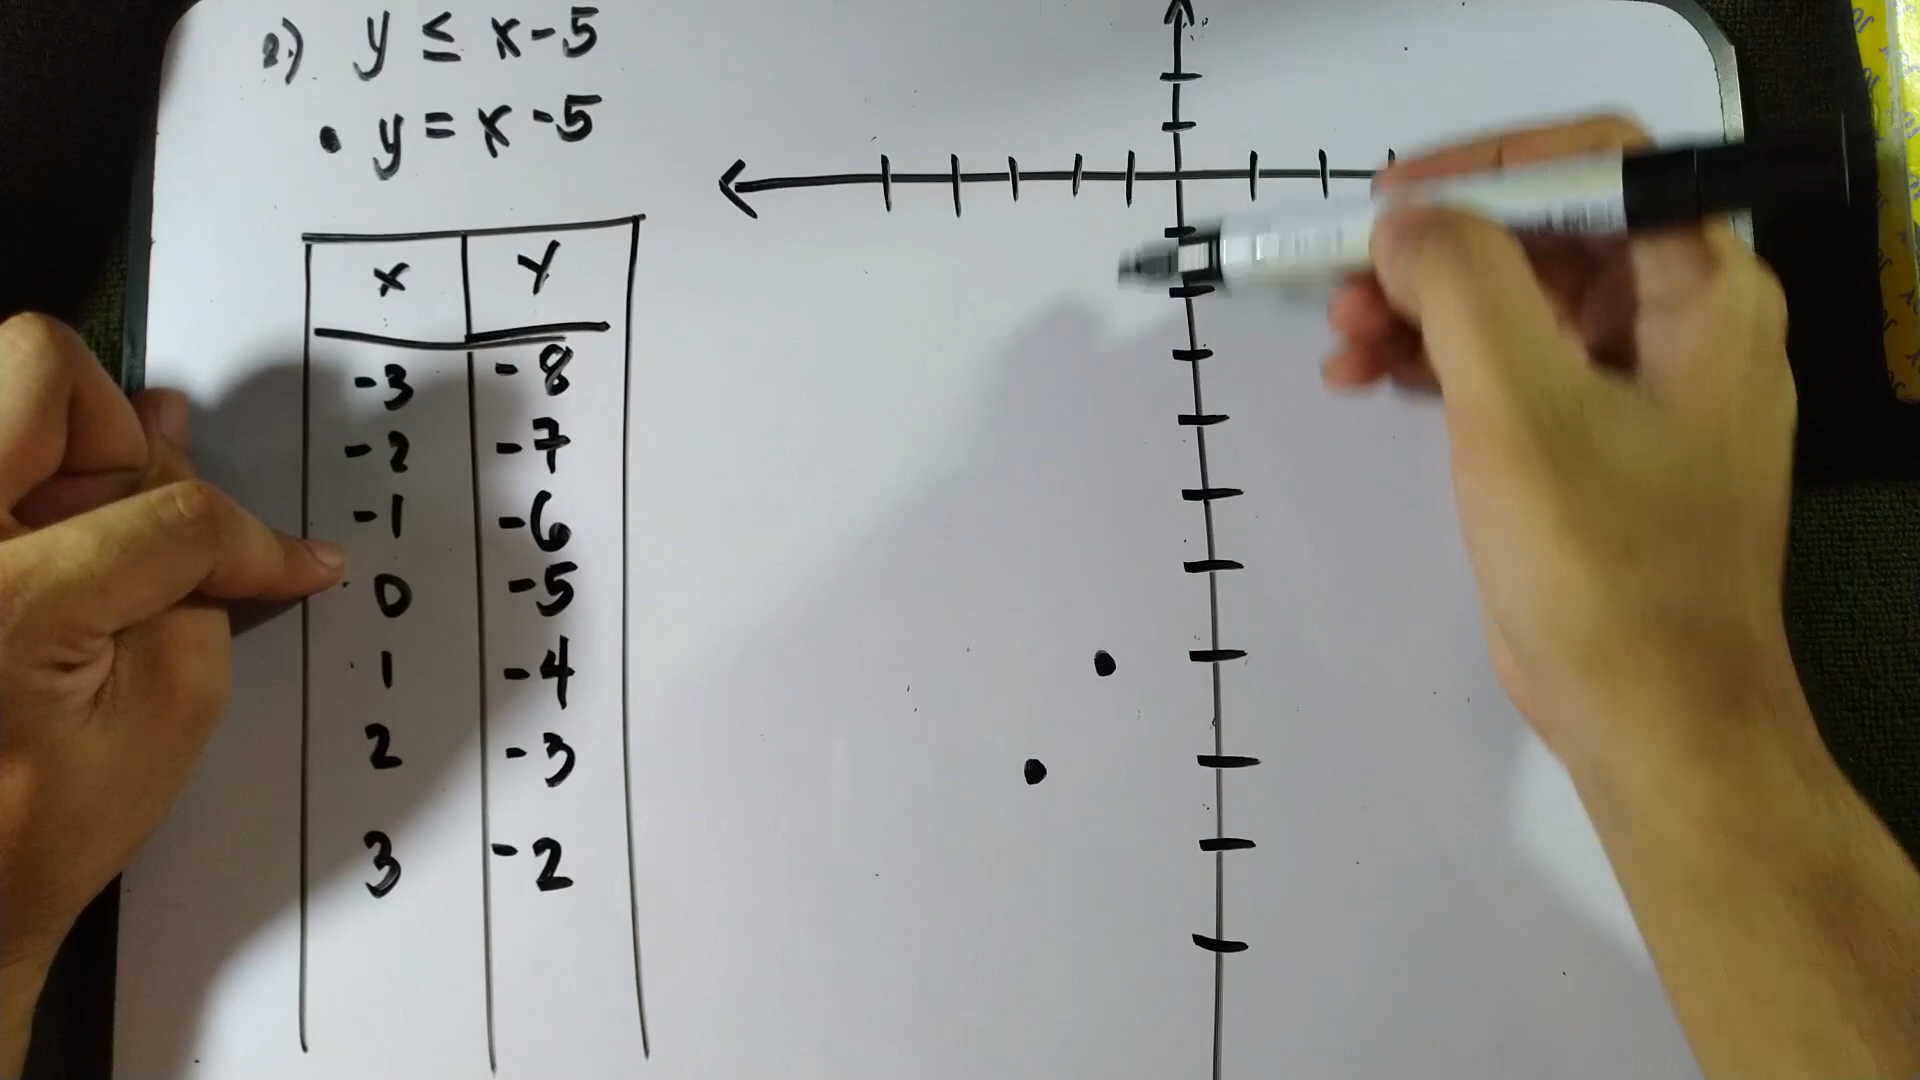 2.) y ≤ x-5
• y = x-5
x y
-3 -8
-2 -7
-1 -6
0 -5
1 -4
2 -3
3 -2